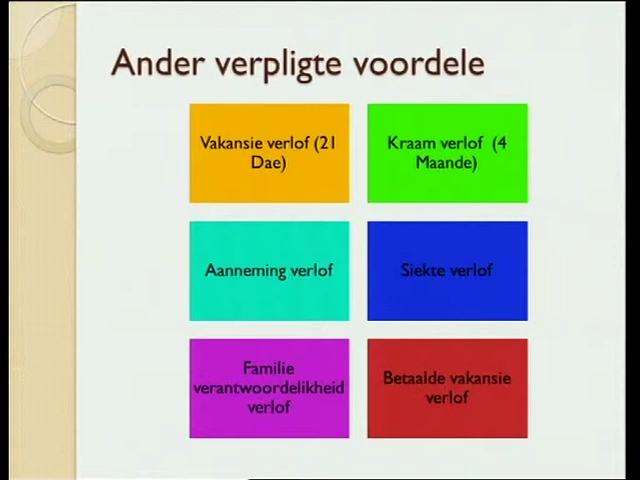 Ander verpligte voordele
Vakansie verlof (21
Dae)
Kraam verlof (4
Maande)
Aanneming verlof
Siekte verlof
Familie
verantwoordelikheid
verlof
Betaalde vakansie
verlof